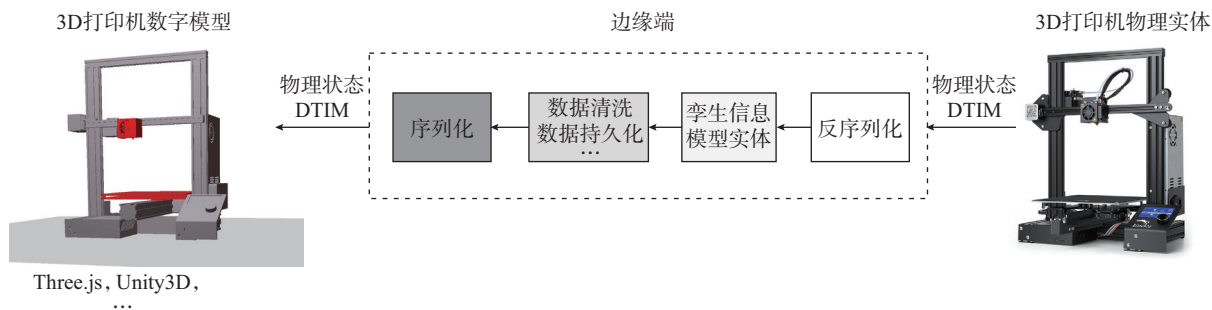 3D打印机数字模型
边缘端
3D打印机物理实体
物理状态
DTIM
序列化
数据清洗
数据持久化
…
孪生信息
模型实体
反序列化
物理状态
DTIM
Three.js，Unity3D，
…